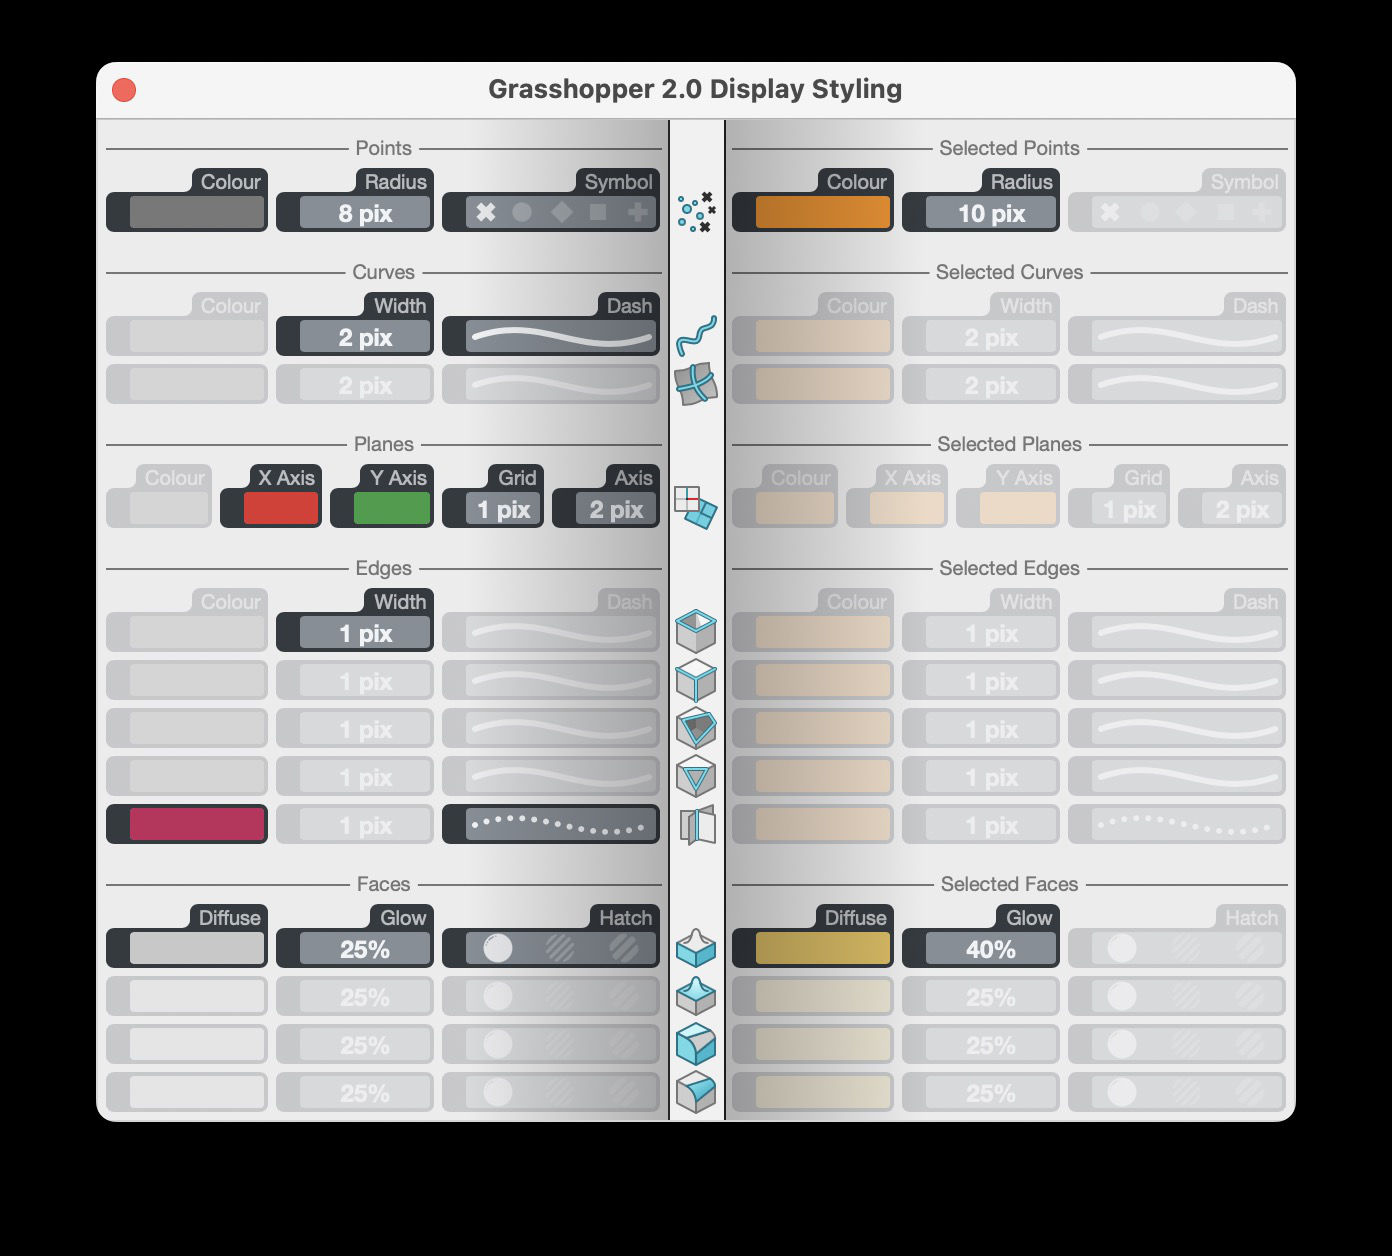 Grasshopper 2.0 Display Styling
Points
Colour Radius Symbol
8 pix
Curves
Colour Width Dash
2 pix
2 pix
Planes
Colour X Axis Y Axis Grid Axis
1 pix 2 pix
Edges
Colour Width Dash
1 pix
1 pix
1 pix
1 pix
1 pix
Faces
Diffuse Glow Hatch
25%
25%
25%
25%
Selected Points
Colour Radius Symbol
10 pix
Selected Curves
Colour Width Dash
2 pix
2 pix
Selected Planes
Colour X Axis Y Axis Grid Axis
1 pix 2 pix
Selected Edges
Colour Width Dash
1 pix
1 pix
1 pix
1 pix
1 pix
Selected Faces
Diffuse Glow Hatch
40%
25%
25%
25%